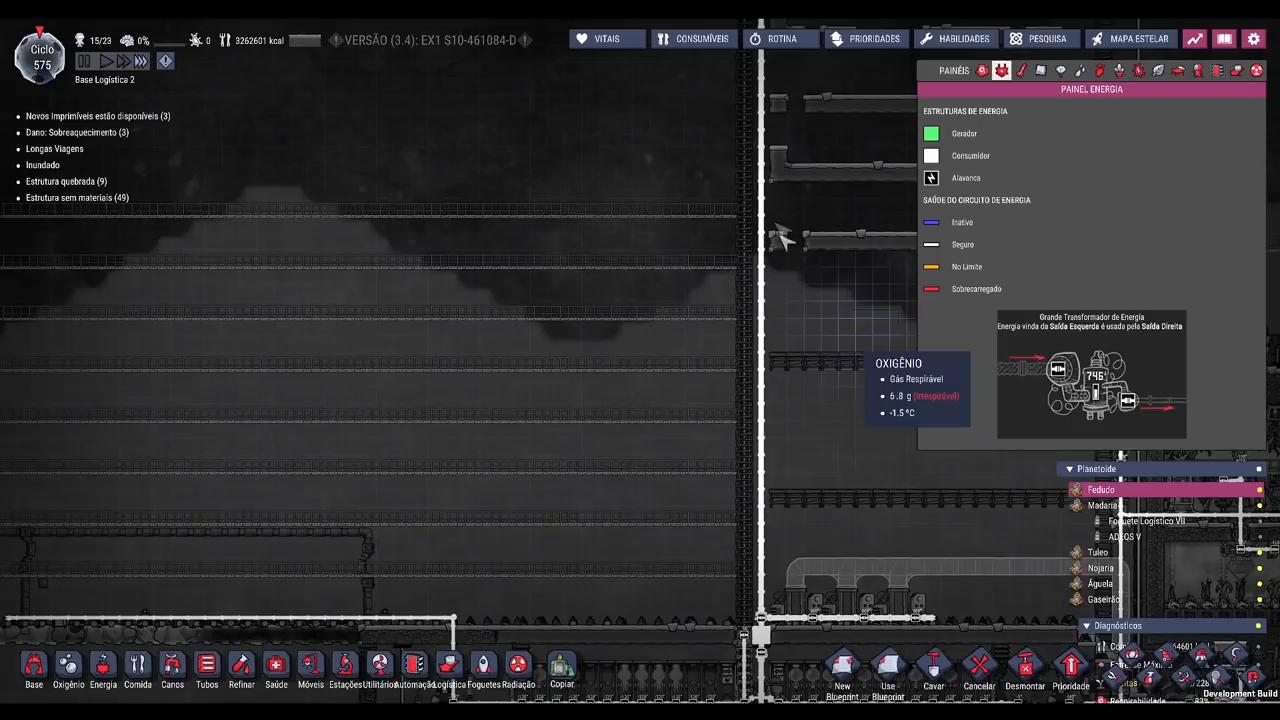 Ciclo
575
15/23
0%
0
3262601 kcal
VERSÃO (3.4): EX1 S10-461084-D
Base Logística 2
VITAIS
CONSUMÍVEIS
ROTINA
PRIORIDADES
HABILIDADES
PESQUISA
MAPA ESTELAR
disponíveis (3)
Dano: Sobreaquecimento (3)
Longas Viagens
Inundado
Estrutura quebrada (9)
Estrutura sem materiais (49)
PAINÉIS
PAINEL ENERGIA
ESTRUTURAS DE ENERGIA
Gerador
Consumidor
Alavanca
SAÚDE DO CIRCUITO DE ENERGIA
Inativo
Seguro
No Limite
Sobrecarregado
Grande Transformador de Energia
Energia vinda da Saída Esquerda é usada pela Saída Direita
OXIGÊNIO
Gás Respirável
6.8 g (Irrespirável)
-1.5 ºC
Planetoide
Fedudo
Madaria
Foguete Logístico VII
ADEOS V
Tuleo
Nojaria
Águela
Gaseiro
Diagnósticos
Base
Oxigênio
Energia
Comida
Canos
Tubos
Refinar
Saúde
Móveis
Estações
Utilitários
Automação
Logística
Foguetes
Radiação
Copiar
New Blueprint
Use Blueprint
Cavar
Cancelar
Desmontar
Prioridade
Development Build